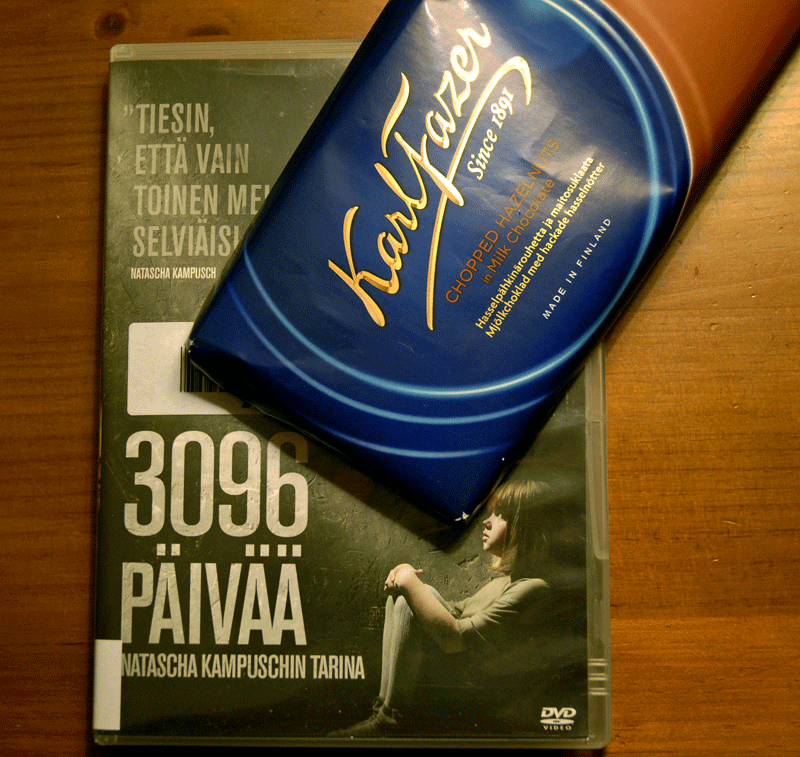 ”TIESIN,
ETTÄ VAIN
TOINEN
NATASCHA KAMPUSCH
3096
PÄIVÄÄ
NATASCHA KAMPUSCHIN TARINA
DVD
VIDEO
Karl Fazer
Since 1891
CHOPPED HAZELNUTS
in Milk Chocolate
Hasselpähkinärouhetta ja maitosuklaata
Mjölkchoklad med hackade hasselnötter
MADE IN FINLAND